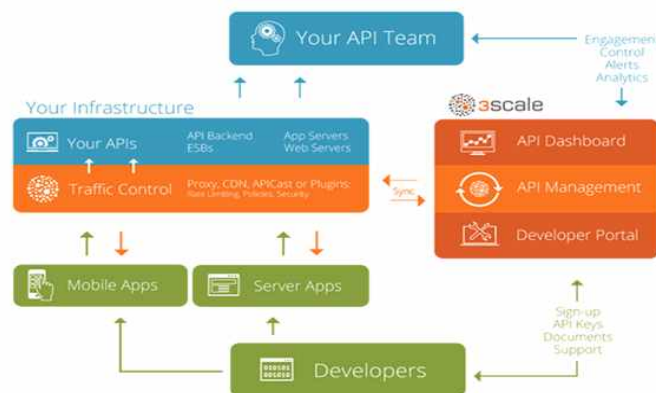 Your API Team
Engagement
Control
Alerts
Analytics
Your Infrastructure
3scale
Your APIs
API Backend
ESBs
App Servers
Web Servers
API Dashboard
Traffic Control
Proxy, CDN, APICast or Plugins:
Rate Limiting, Policies, Security
Sync
API Management
Developer Portal
Mobile Apps
Server Apps
Sign-up
API Keys
Documents
Support
Developers